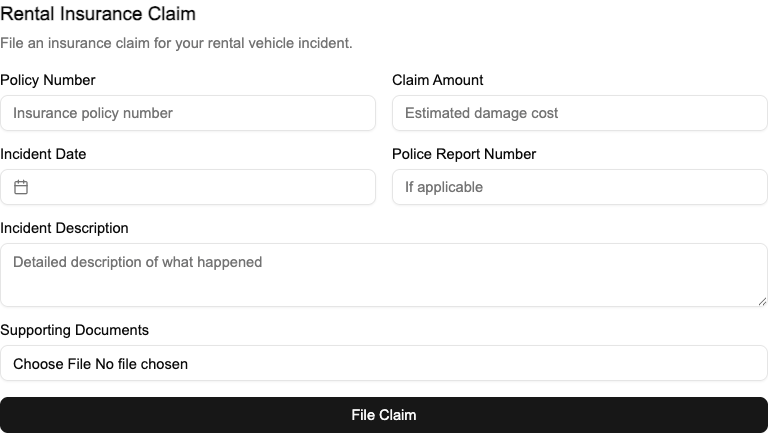 Rental Insurance Claim
File an insurance claim for your rental vehicle incident.
Policy Number
Claim Amount
Insurance policy number
Estimated damage cost
Incident Date
Police Report Number
If applicable
Incident Description
Detailed description of what happened
Supporting Documents
Choose File No file chosen
File Claim